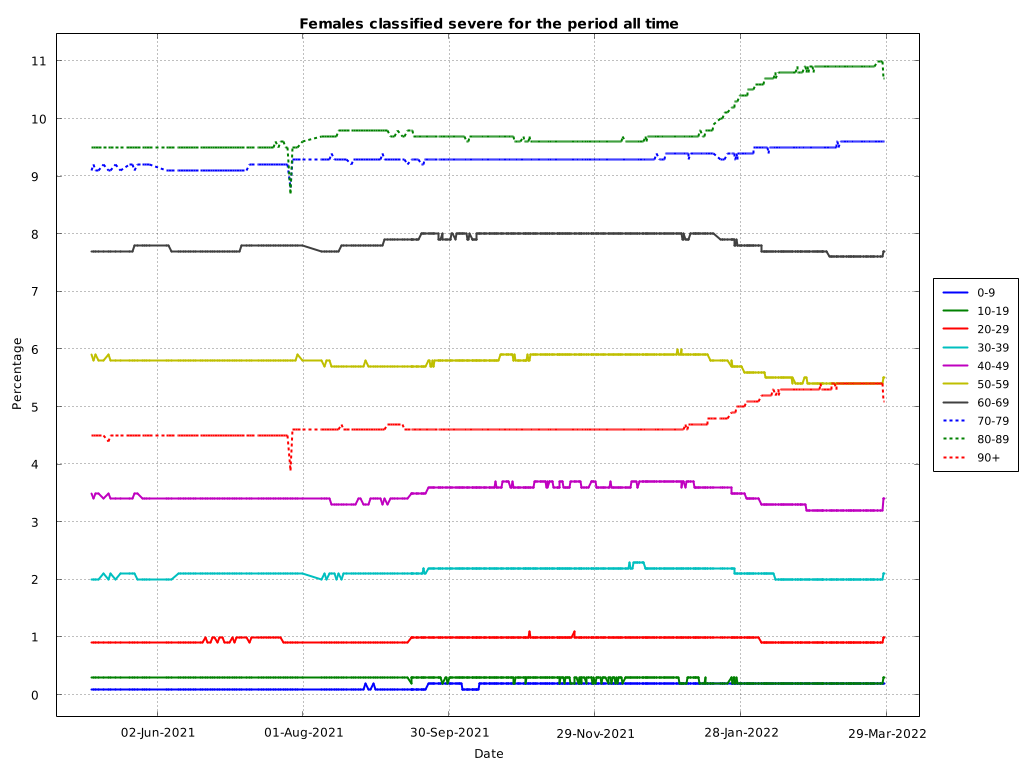 Females classified severe for the period all time
11
10
9
8
7
6
5
4
3
2
1
0
Percentage
02-Jun-2021
01-Aug-2021
30-Sep-2021
29-Nov-2021
28-Jan-2022
29-Mar-2022
Date
0-9
10-19
20-29
30-39
40-49
50-59
60-69
70-79
80-89
90+